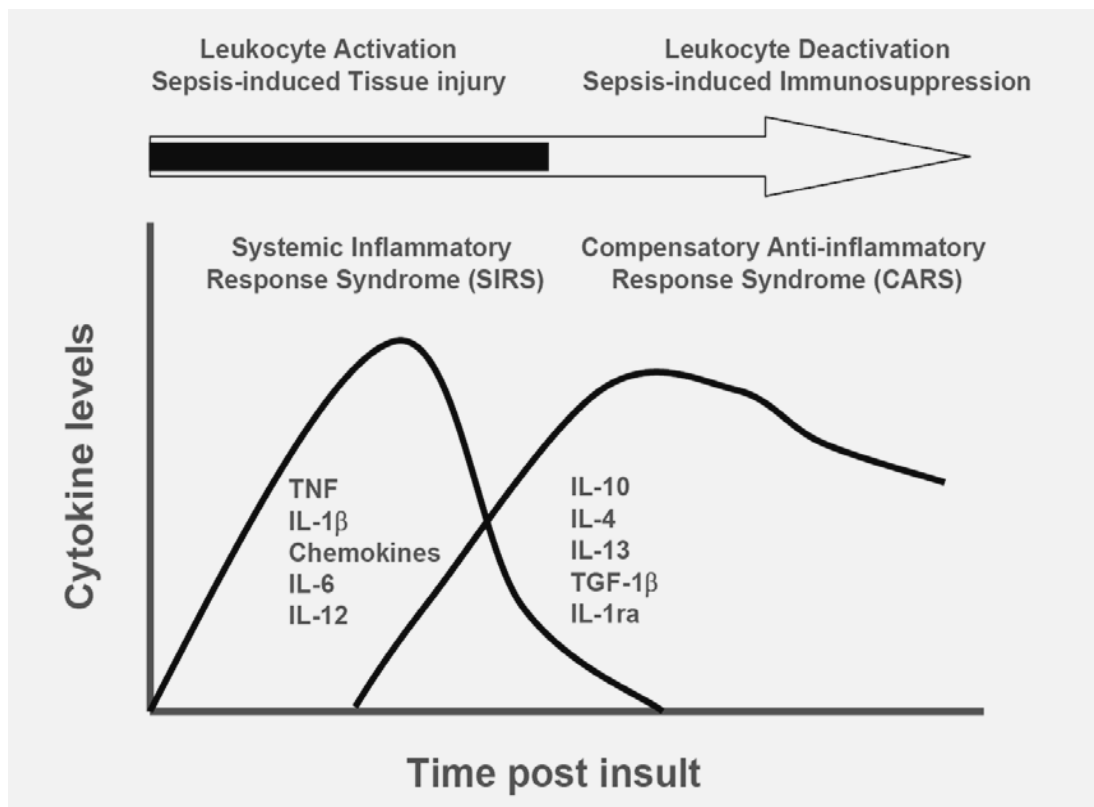 Leukocyte Activation
Sepsis-induced Tissue injury
Leukocyte Deactivation
Sepsis-induced Immunosuppression
Systemic Inflammatory
Response Syndrome (SIRS)
Compensatory Anti-inflammatory
Response Syndrome (CARS)
Cytokine levels
TNF
IL-1β
Chemokines
IL-6
IL-12
IL-10
IL-4
IL-13
TGF-1β
IL-1ra
Time post insult